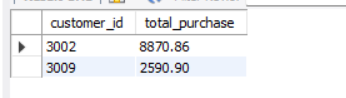 customer_id total_purchase
3002 8870.86
3009 2590.90